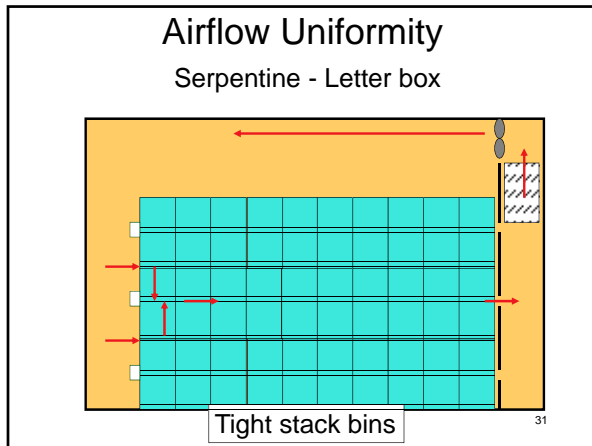 Airflow Uniformity
Serpentine - Letter box
Tight stack bins
31